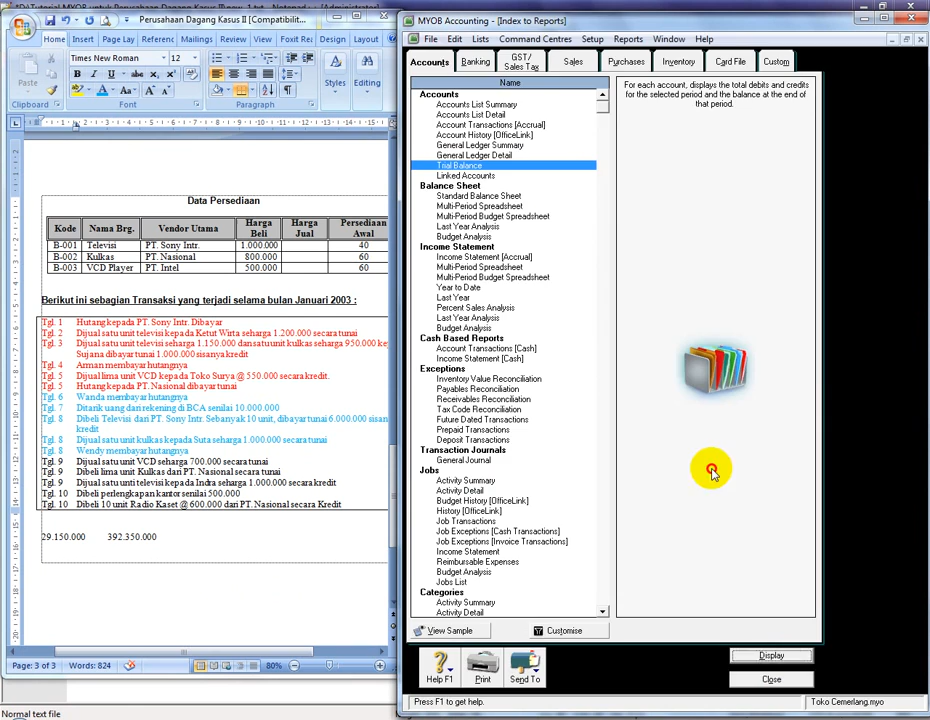 D:\Tutorial MYOB untuk Perusahaan Dagang Kasus II\new 1.txt - Notepad++ [Administrator]
Perusahaan Dagang Kasus II [Compatibilit...
Home Insert Page Lay Referenc Mailings Review View Foxit Rea Design Layout
Paste
Times New Roman 12
B I U abc x
Styles
Editing
Clipboard
Font
Paragraph
Data Persediaan
Kode Nama Brg. Vendor Utama Harga Beli Harga Jual Persediaan Awal
B-001 Televisi PT. Sony Intr. 1.000.000 40
B-002 Kulkas PT. Nasional 800.000 60
B-003 VCD Player PT. Intel 500.000 60
Berikut ini sebagian Transaksi yang terjadi selama bulan Januari 2003 :
Tgl. 1 Hutang kepada PT. Sony Intr. Dibayar
Tgl. 2 Dijual satu unit televisi kepada Ketut Wirta seharga 1.200.000 secara tunai
Tgl. 3 Dijual satu unit televisi seharga 1.150.000 dan satu unit kulkas seharga 950.000 ke
Sujana dibayar tunai 1.000.000 sisanya kredit
Tgl. 4 Arman membayar hutangnya
Tgl. 5 Dijual lima unit VCD kepada Toko Surya @ 550.000 secara kredit.
Tgl. 5 Hutang kepada PT. Nasional dibayar tunai
Tgl. 6 Wanda membayar hutangnya
Tgl. 7 Ditarik uang dari rekening di BCA senilai 10.000.000
Tgl. 8 Dibeli Televisi dari PT. Sony Intr. Sebanyak 10 unit, dibayar tunai 6.000.000 sisan
kredit
Tgl. 8 Dijual satu unit kulkas kepada Suta seharga 1.000.000 secara tunai
Tgl. 8 Wendy membayar hutangnya
Tgl. 9 Dijual satu unit VCD seharga 700.000 secara tunai
Tgl. 9 Dibeli lima unit Kulkas dari PT. Nasional secara tunai
Tgl. 9 Dijual satu unti televisi kepada Indra seharga 1.000.000 secara kredit
Tgl. 10 Dibeli perlengkapan kantor senilai 500.000
Tgl. 10 Dibeli 10 unit Radio Kaset @ 600.000 dari PT. Nasional secara Kredit
29.150.000 392.350.000
Page: 3 of 3 Words: 824 80%
Normal text file
MYOB Accounting - [Index to Reports]
File Edit Lists Command Centres Setup Reports Window Help
Accounts Banking GST/ Sales Tax Sales Purchases Inventory Card File Custom
Name
Accounts
Accounts List Summary
Accounts List Detail
Account Transactions [Accrual]
Account History [OfficeLink]
General Ledger Summary
General Ledger Detail
Trial Balance
Linked Accounts
Balance Sheet
Standard Balance Sheet
Multi-Period Spreadsheet
Multi-Period Budget Spreadsheet
Last Year Analysis
Budget Analysis
Income Statement
Income Statement [Accrual]
Multi-Period Spreadsheet
Multi-Period Budget Spreadsheet
Year to Date
Last Year
Percent Sales Analysis
Last Year Analysis
Budget Analysis
Cash Based Reports
Account Transactions [Cash]
Income Statement [Cash]
Exceptions
Inventory Value Reconciliation
Payables Reconciliation
Receivables Reconciliation
Tax Code Reconciliation
Future Dated Transactions
Prepaid Transactions
Deposit Transactions
Transaction Journals
General Journal
Jobs
Activity Summary
Activity Detail
Budget History [OfficeLink]
History [OfficeLink]
Job Transactions
Job Exceptions [Cash Transactions]
Job Exceptions [Invoice Transactions]
Income Statement
Reimbursable Expenses
Budget Analysis
Jobs List
Categories
Activity Summary
Activity Detail
For each account, displays the total debits and credits
for the selected period and the balance at the end of
that period.
View Sample
Customise
Help F1
Print
Send To
Display
Close
Press F1 to get help.
Toko Cemerlang.myo